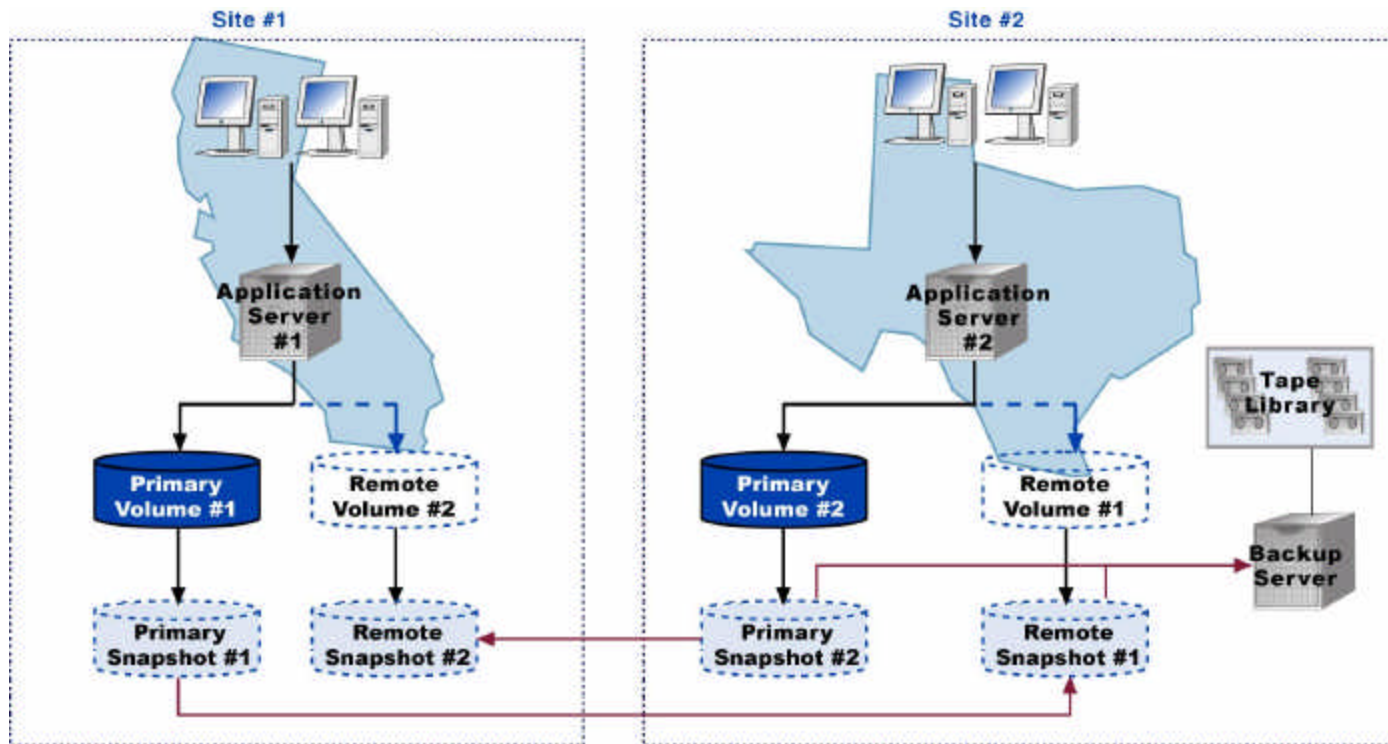 Site #1
Site #2
Application
Server
#1
Application
Server
#2
Tape
Library
Primary
Volume #1
Remote
Volume #2
Primary
Volume #2
Remote
Volume #1
Backup
Server
Primary
Snapshot #1
Remote
Snapshot #2
Primary
Snapshot #2
Remote
Snapshot #1